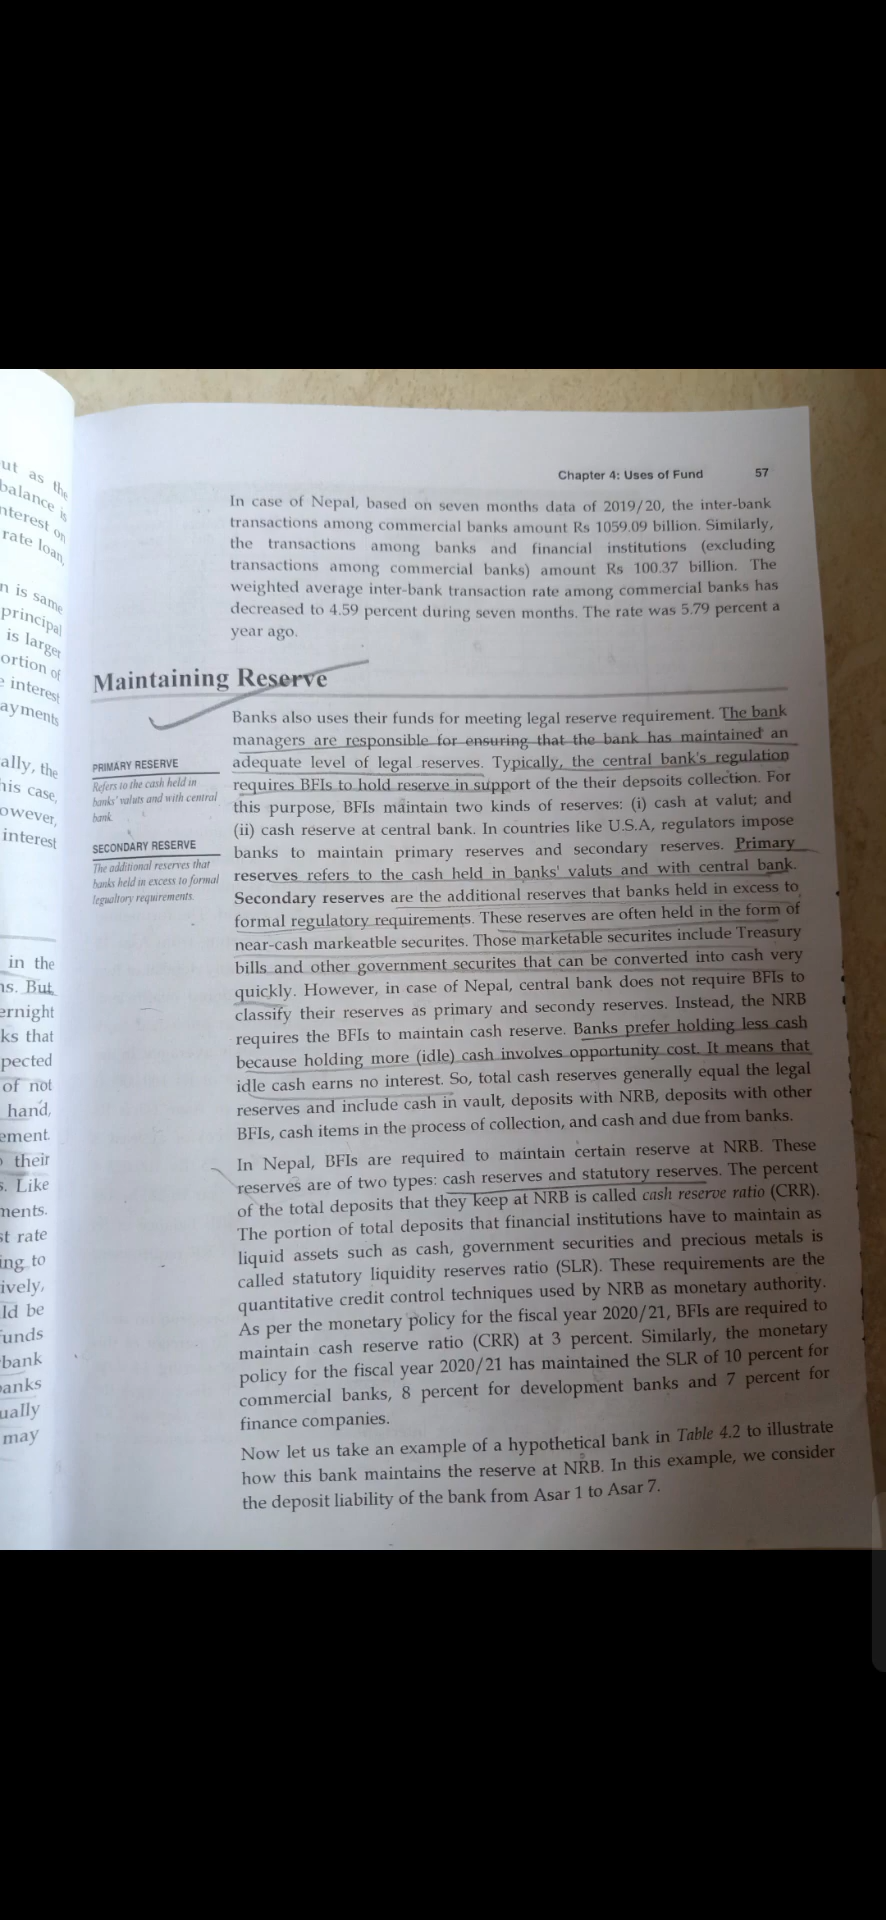 ut as the
balance is
nterest on
rate loan,
n is same
principal
is larger
ortion of
e interest
ayments
ally, the
his case,
owever,
interest
in the
ns. But
ernight
ks that
pected
of not
hand,
ement.
their
s. Like
ments.
st rate
ing to
ively,
ld be
funds
bank
anks
ually
may
Chapter 4: Uses of Fund 57
In case of Nepal, based on seven months data of 2019/20, the inter-bank
transactions among commercial banks amount Rs 1059.09 billion. Similarly,
the transactions among banks and financial institutions (excluding
transactions among commercial banks) amount Rs 100.37 billion. The
weighted average inter-bank transaction rate among commercial banks has
decreased to 4.59 percent during seven months. The rate was 5.79 percent a
year ago.
Maintaining Reserve
PRIMARY RESERVE
Refers to the cash held in
banks' valuts and with central
bank.
SECONDARY RESERVE
The additional reserves that
banks held in excess to formal
legualtory requirements.
Banks also uses their funds for meeting legal reserve requirement. The bank
managers are responsible for ensuring that the bank has maintained an
adequate level of legal reserves. Typically, the central bank's regulation
requires BFIs to hold reserve in support of the their depsoits collection. For
this purpose, BFIs maintain two kinds of reserves: (i) cash at valut; and
(ii) cash reserve at central bank. In countries like U.S.A, regulators impose
banks to maintain primary reserves and secondary reserves. Primary
reserves refers to the cash held in banks' valuts and with central bank.
Secondary reserves are the additional reserves that banks held in excess to
formal regulatory requirements. These reserves are often held in the form of
near-cash markeatble securites. Those marketable securites include Treasury
bills and other government securites that can be converted into cash very
quickly. However, in case of Nepal, central bank does not require BFIs to
classify their reserves as primary and secondy reserves. Instead, the NRB
requires the BFIs to maintain cash reserve. Banks prefer holding less cash
because holding more (idle) cash involves opportunity cost. It means that
idle cash earns no interest. So, total cash reserves generally equal the legal
reserves and include cash in vault, deposits with NRB, deposits with other
BFIs, cash items in the process of collection, and cash and due from banks.
In Nepal, BFIs are required to maintain certain reserve at NRB. These
reserves are of two types: cash reserves and statutory reserves. The percent
of the total deposits that they keep at NRB is called cash reserve ratio (CRR).
The portion of total deposits that financial institutions have to maintain as
liquid assets such as cash, government securities and precious metals is
called statutory liquidity reserves ratio (SLR). These requirements are the
quantitative credit control techniques used by NRB as monetary authority.
As per the monetary policy for the fiscal year 2020/21, BFIs are required to
maintain cash reserve ratio (CRR) at 3 percent. Similarly, the monetary
policy for the fiscal year 2020/21 has maintained the SLR of 10 percent for
commercial banks, 8 percent for development banks and 7 percent for
finance companies.
Now let us take an example of a hypothetical bank in Table 4.2 to illustrate
how this bank maintains the reserve at NRB. In this example, we consider
the deposit liability of the bank from Asar 1 to Asar 7.